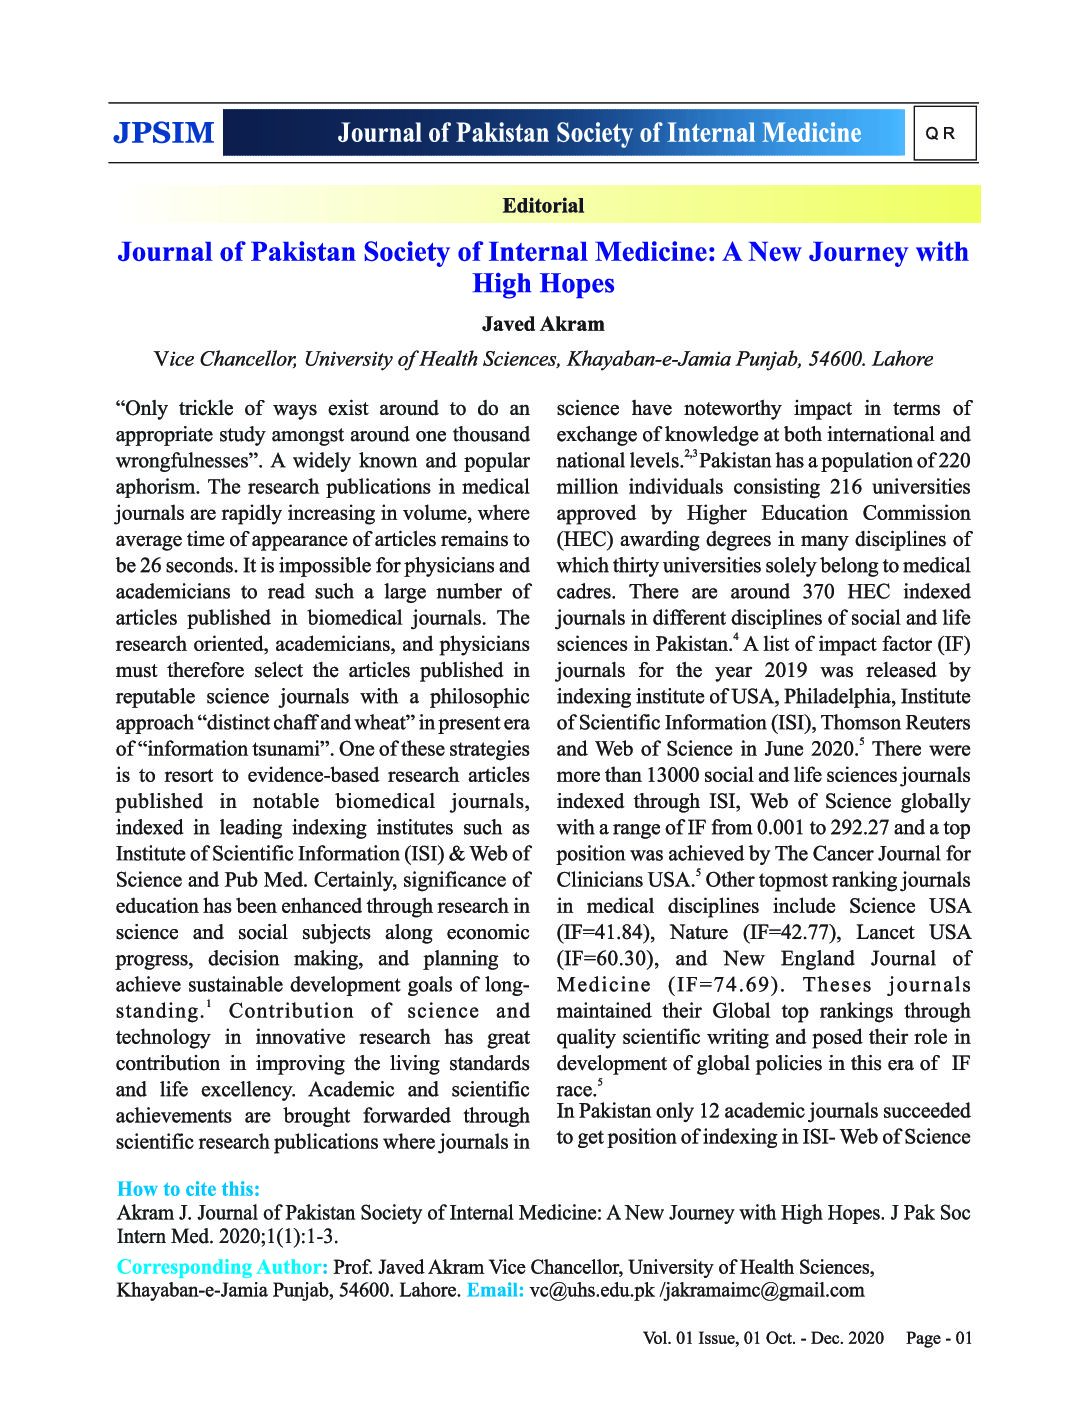 JPSIM
Journal of Pakistan Society of Internal Medicine
QR
Editorial
Journal of Pakistan Society of Internal Medicine: A New Journey with
High Hopes
Javed Akram
Vice Chancellor, University of Health Sciences, Khayaban-e-Jamia Punjab, 54600. Lahore
“Only trickle of ways exist around to do an
appropriate study amongst around one thousand
wrongfulnesses”. A widely known and popular
aphorism. The research publications in medical
journals are rapidly increasing in volume, where
average time of appearance of articles remains to
be 26 seconds. It is impossible for physicians and
academicians to read such a large number of
articles published in biomedical journals. The
research oriented, academicians, and physicians
must therefore select the articles published in
reputable science journals with a philosophic
approach “distinct chaff and wheat” in present era
of “information tsunami”. One of these strategies
is to resort to evidence-based research articles
published in notable biomedical journals,
indexed in leading indexing institutes such as
Institute of Scientific Information (ISI) & Web of
Science and Pub Med. Certainly, significance of
education has been enhanced through research in
science and social subjects along economic
progress, decision making, and planning to
achieve sustainable development goals of long-
standing.1 Contribution of science and
technology in innovative research has great
contribution in improving the living standards
and life excellency. Academic and scientific
achievements are brought forwarded through
scientific research publications where journals in
science have noteworthy impact in terms of
exchange of knowledge at both international and
national levels.2,3 Pakistan has a population of 220
million individuals consisting 216 universities
approved by Higher Education Commission
(HEC) awarding degrees in many disciplines of
which thirty universities solely belong to medical
cadres. There are around 370 HEC indexed
journals in different disciplines of social and life
sciences in Pakistan.4 A list of impact factor (IF)
journals for the year 2019 was released by
indexing institute of USA, Philadelphia, Institute
of Scientific Information (ISI), Thomson Reuters
and Web of Science in June 2020.5 There were
more than 13000 social and life sciences journals
indexed through ISI, Web of Science globally
with a range of IF from 0.001 to 292.27 and a top
position was achieved by The Cancer Journal for
Clinicians USA.5 Other topmost ranking journals
in medical disciplines include Science USA
(IF=41.84), Nature (IF=42.77), Lancet USA
(IF=60.30), and New England Journal of
Medicine (IF=74.69). Theses journals
maintained their Global top rankings through
quality scientific writing and posed their role in
development of global policies in this era of IF
race.5
In Pakistan only 12 academic journals succeeded
to get position of indexing in ISI- Web of Science
How to cite this:
Akram J. Journal of Pakistan Society of Internal Medicine: A New Journey with High Hopes. J Pak Soc
Intern Med. 2020;1(1):1-3.
Corresponding Author: Prof. Javed Akram Vice Chancellor, University of Health Sciences,
Khayaban-e-Jamia Punjab, 54600. Lahore. Email: vc@uhs.edu.pk /jakramaimc@gmail.com
Vol. 01 Issue, 01 Oct. - Dec. 2020 Page - 01